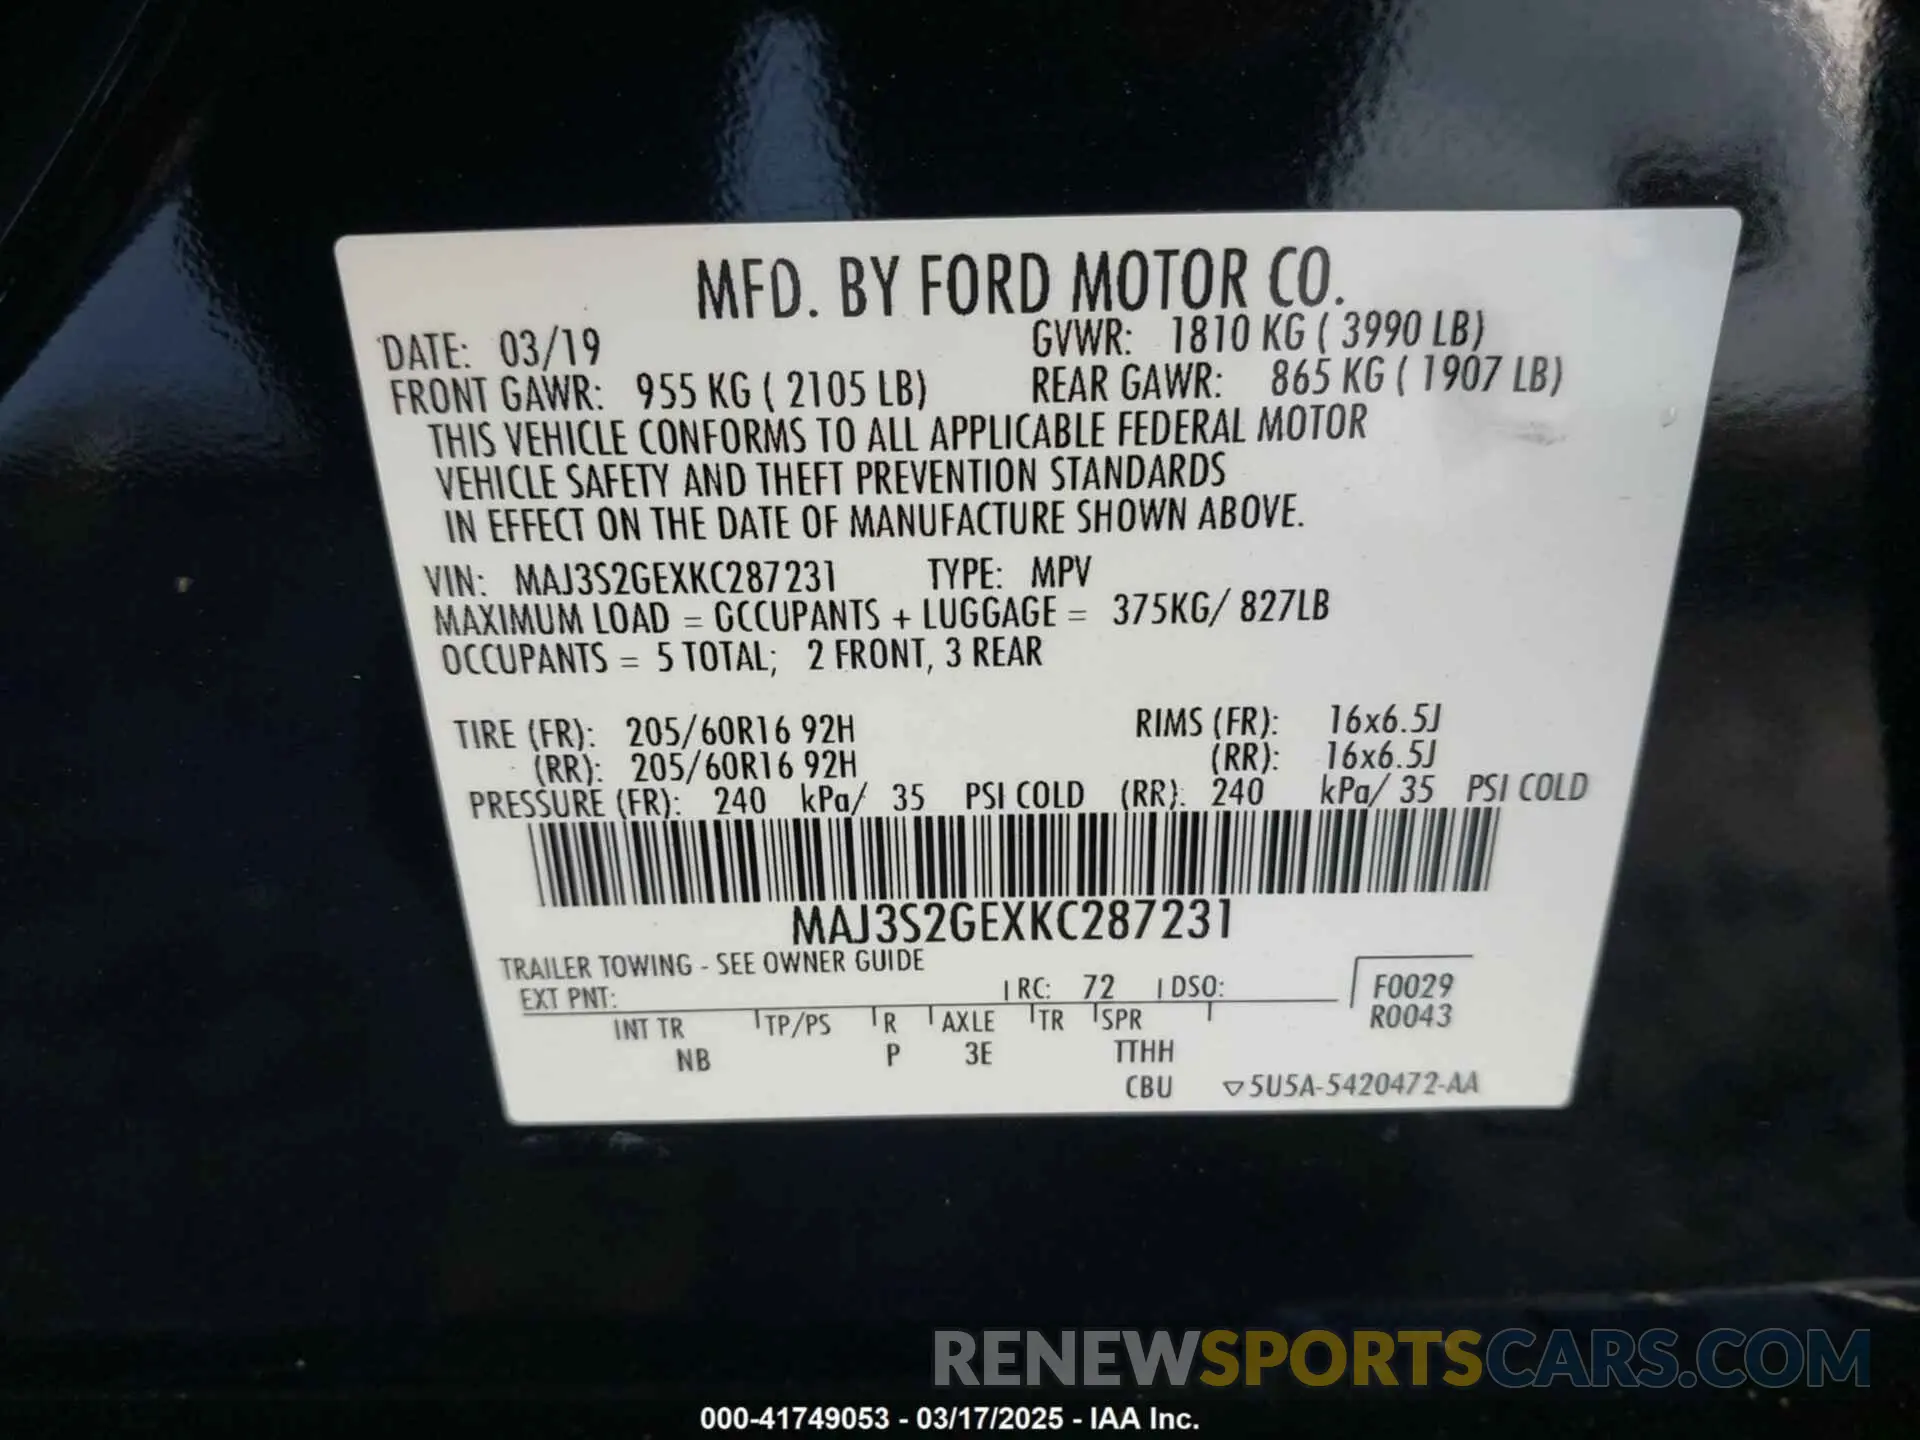 MFD. BY FORD MOTOR CO.
DATE: 03/19 GVWR: 1810 KG ( 3990 LB)
FRONT GAWR: 955 KG ( 2105 LB) REAR GAWR: 865 KG ( 1907 LB)
THIS VEHICLE CONFORMS TO ALL APPLICABLE FEDERAL MOTOR
VEHICLE SAFETY AND THEFT PREVENTION STANDARDS
IN EFFECT ON THE DATE OF MANUFACTURE SHOWN ABOVE.
VIN: MAJ3S2GEXKC287231 TYPE: MPV
MAXIMUM LOAD = OCCUPANTS + LUGGAGE = 375KG/ 827LB
OCCUPANTS = 5 TOTAL; 2 FRONT, 3 REAR
TIRE (FR): 205/60R16 92H RIMS (FR): 16x6.5J
(RR): 205/60R16 92H (RR): 16x6.5J
PRESSURE (FR): 240 kPa/ 35 PSI COLD (RR): 240 kPa/ 35 PSI COLD
MAJ3S2GEXKC287231
TRAILER TOWING - SEE OWNER GUIDE
EXT PNT: RC: 72 DSO: F0029
INT TR TP/PS R AXLE TR SPR R0043
NB P 3E TTHH
CBU ▽5U5A-5420472-AA
RENEWSPORTSCARS.COM
000-41749053 - 03/17/2025 - IAA Inc.